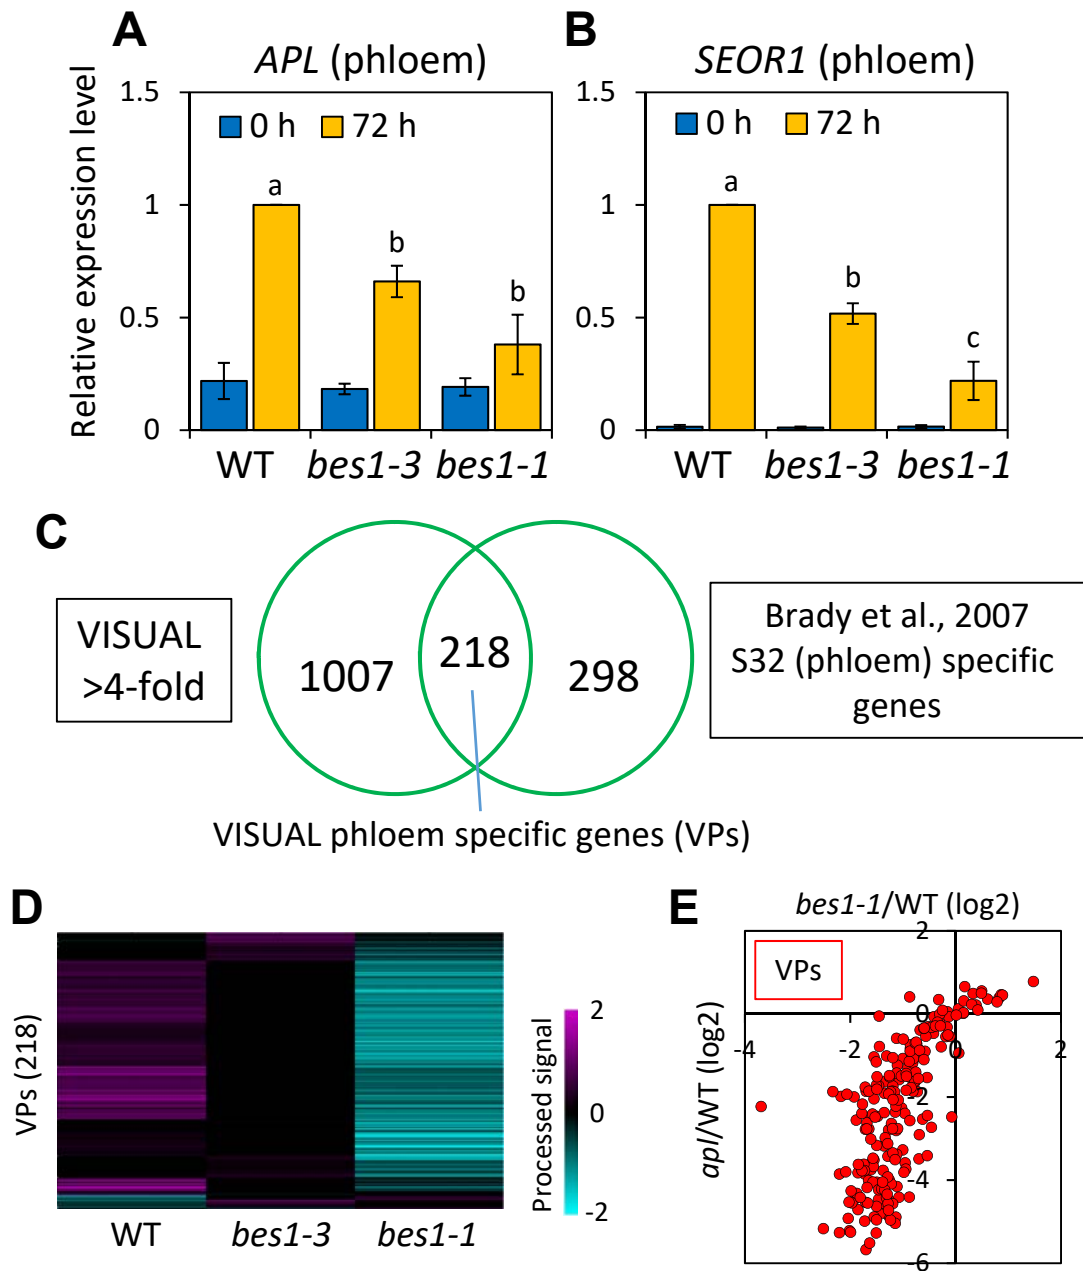 A
APL (phloem)
Relative expression level
1.5
1
0.5
0
0 h
72 h
a
b
b
WT
bes1-3
bes1-1
B
SEOR1 (phloem)
1.5
1
0.5
0
0 h
72 h
a
b
c
WT
bes1-3
bes1-1
C
VISUAL
>4-fold
1007
218
298
Brady et al., 2007
S32 (phloem) specific
genes
VISUAL phloem specific genes (VPs)
D
VPs (218)
WT
bes1-3
bes1-1
Processed signal
2
0
-2
E
bes1-1/WT (log2)
apl/WT (log2)
VPs
2
0
-2
-4
-6
-4
-2
0
2